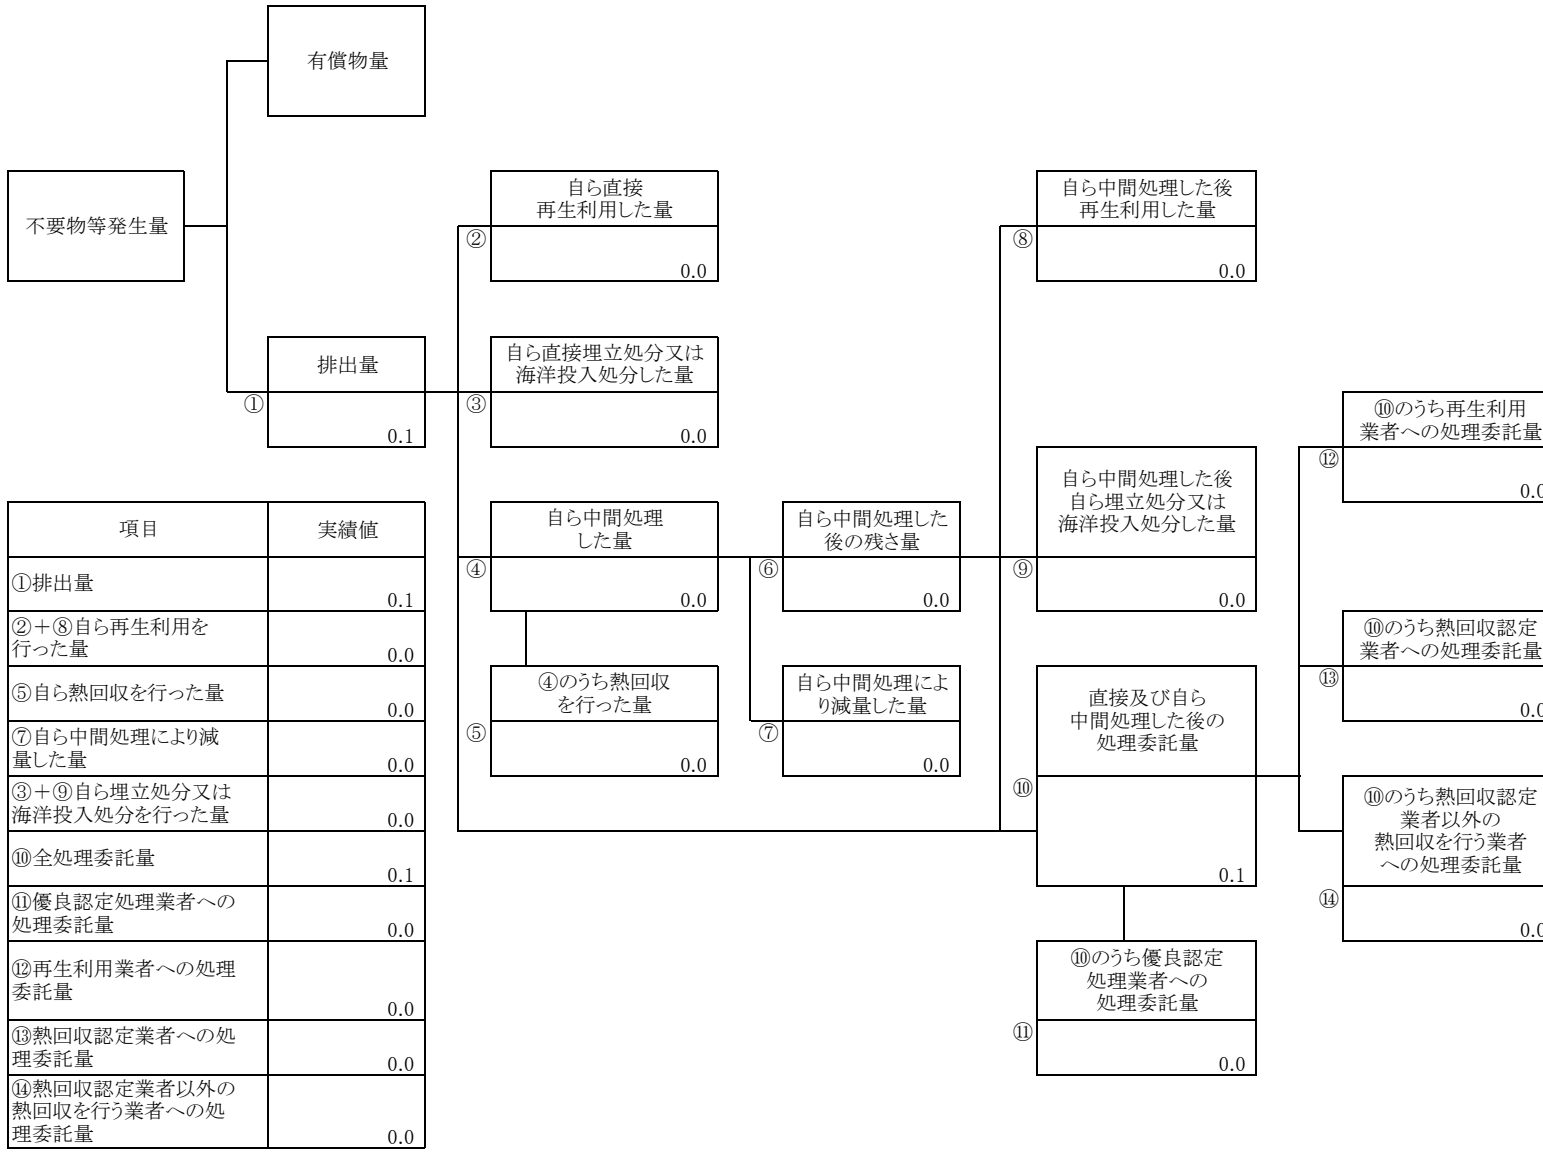 有償物量
不要物等発生量
自ら直接
再生利用した量
②
0.0
自ら中間処理した後
再生利用した量
⑧
0.0
排出量
①
0.1
自ら直接埋立処分又は
海洋投入処分した量
③
0.0
⑩のうち再生利用
業者への処理委託量
⑫
0.0
自ら中間処理した後
自ら埋立処分又は
海洋投入処分した量
⑨
0.0
自ら中間処理
した量
④
0.0
自ら中間処理した
後の残さ量
⑥
0.0
④のうち熱回収
を行った量
⑤
0.0
自ら中間処理によ
り減量した量
⑦
0.0
直接及び自ら
中間処理した後の
処理委託量
⑩
0.1
⑩のうち熱回収認定
業者への処理委託量
⑬
0.0
⑩のうち熱回収認定
業者以外の
熱回収を行う業者
への処理委託量
⑭
0.0
⑩のうち優良認定
処理業者への
処理委託量
⑪
0.0
項目 実績値
①排出量
0.1
②＋⑧自ら再生利用を
行った量
0.0
⑤自ら熱回収を行った量
0.0
⑦自ら中間処理により減
量した量
0.0
③＋⑨自ら埋立処分又は
海洋投入処分を行った量
0.0
⑩全処理委託量
0.1
⑪優良認定処理業者への
処理委託量
0.0
⑫再生利用業者への処理
委託量
0.0
⑬熱回収認定業者への処
理委託量
0.0
⑭熱回収認定業者以外の
熱回収を行う業者への処
理委託量
0.0